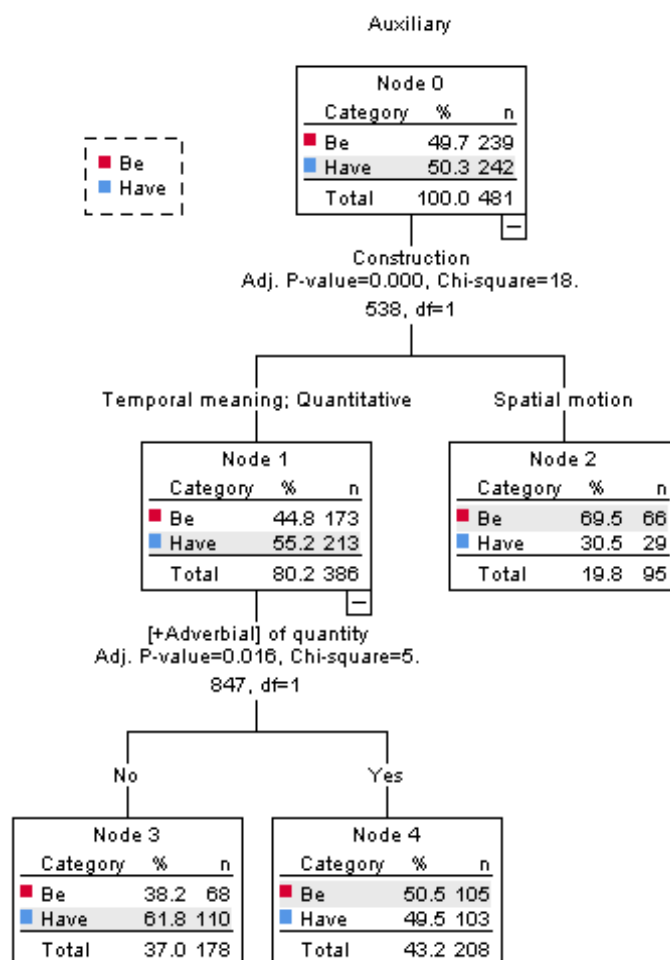 Auxiliary
Be
Have
Node 0
Category % n
Be 49.7 239
Have 50.3 242
Total 100.0 481
Construction
Adj. P-value=0.000, Chi-square=18.
538, df=1
Temporal meaning; Quantitative
Spatial motion
Node 1
Category % n
Be 44.8 173
Have 55.2 213
Total 80.2 386
Node 2
Category % n
Be 69.5 66
Have 30.5 29
Total 19.8 95
[+Adverbial] of quantity
Adj. P-value=0.016, Chi-square=5.
847, df=1
No
Yes
Node 3
Category % n
Be 38.2 68
Have 61.8 110
Total 37.0 178
Node 4
Category % n
Be 50.5 105
Have 49.5 103
Total 43.2 208